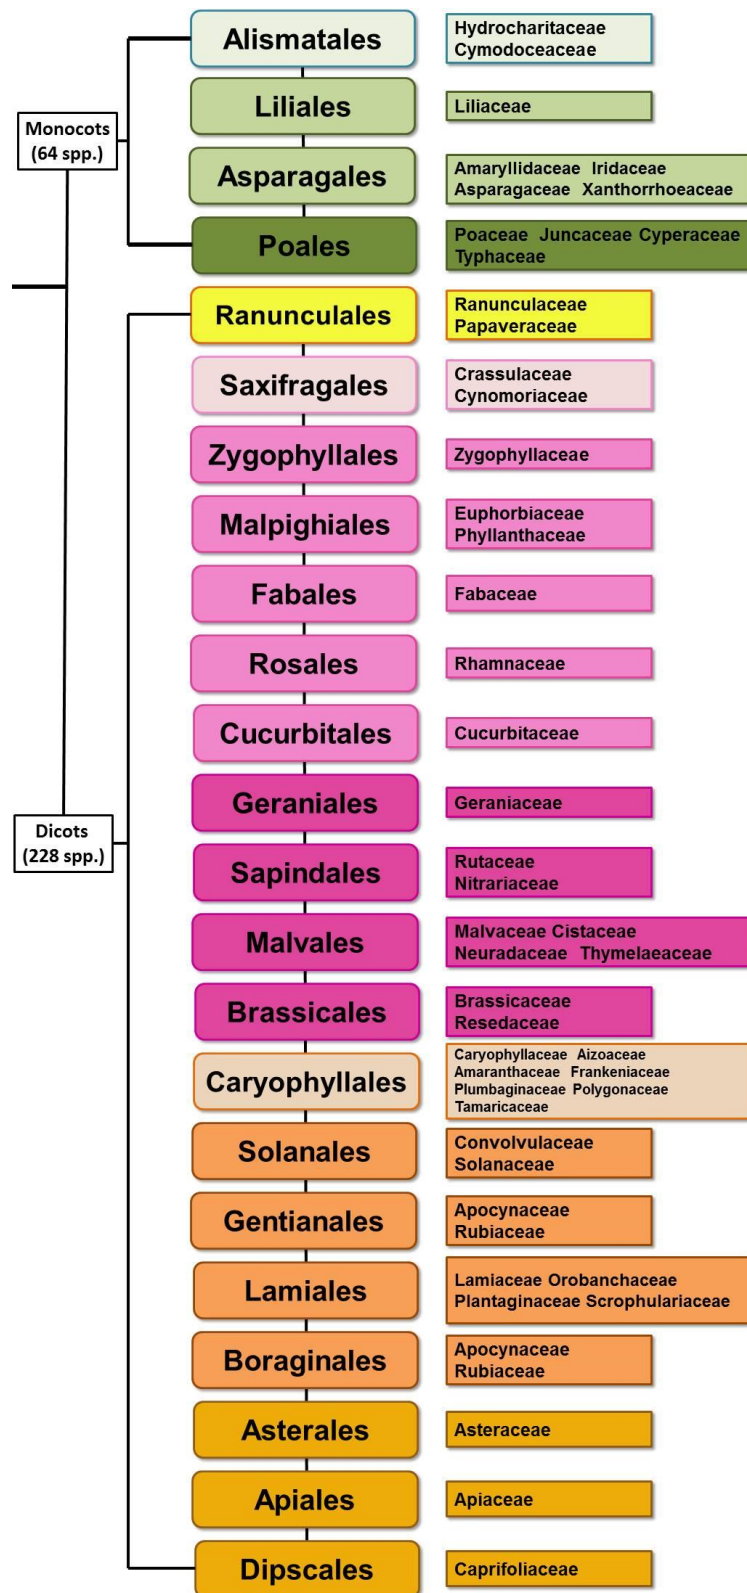 Alismatales
Hydrocharitaceae
Cymodoceaceae
Liliales
Liliaceae
Monocots
(64 spp.)
Asparagales
Amaryllidaceae Iridaceae
Asparagaceae Xanthorrhoeaceae
Poales
Poaceae Juncaceae Cyperaceae
Typhaceae
Ranunculales
Ranunculaceae
Papaveraceae
Saxifragales
Crassulaceae
Cynomoriaceae
Zygophyllales
Zygophyllaceae
Malpighiales
Euphorbiaceae
Phyllanthaceae
Fabales
Fabaceae
Rosales
Rhamnaceae
Cucurbitales
Cucurbitaceae
Geraniales
Geraniaceae
Dicots
(228 spp.)
Sapindales
Rutaceae
Nitrariaceae
Malvales
Malvaceae Cistaceae
Neuradaceae Thymelaeaceae
Brassicales
Brassicaceae
Resedaceae
Caryophyllales
Caryophyllaceae Aizoaceae
Amaranthaceae Frankeniaceae
Plumbaginaceae Polygonaceae
Tamaricaceae
Solanales
Convolvulaceae
Solanaceae
Gentianales
Apocynaceae
Rubiaceae
Lamiales
Lamiaceae Orobanchaceae
Plantaginaceae Scrophulariaceae
Boraginales
Apocynaceae
Rubiaceae
Asterales
Asteraceae
Apiales
Apiaceae
Dipscales
Caprifoliaceae